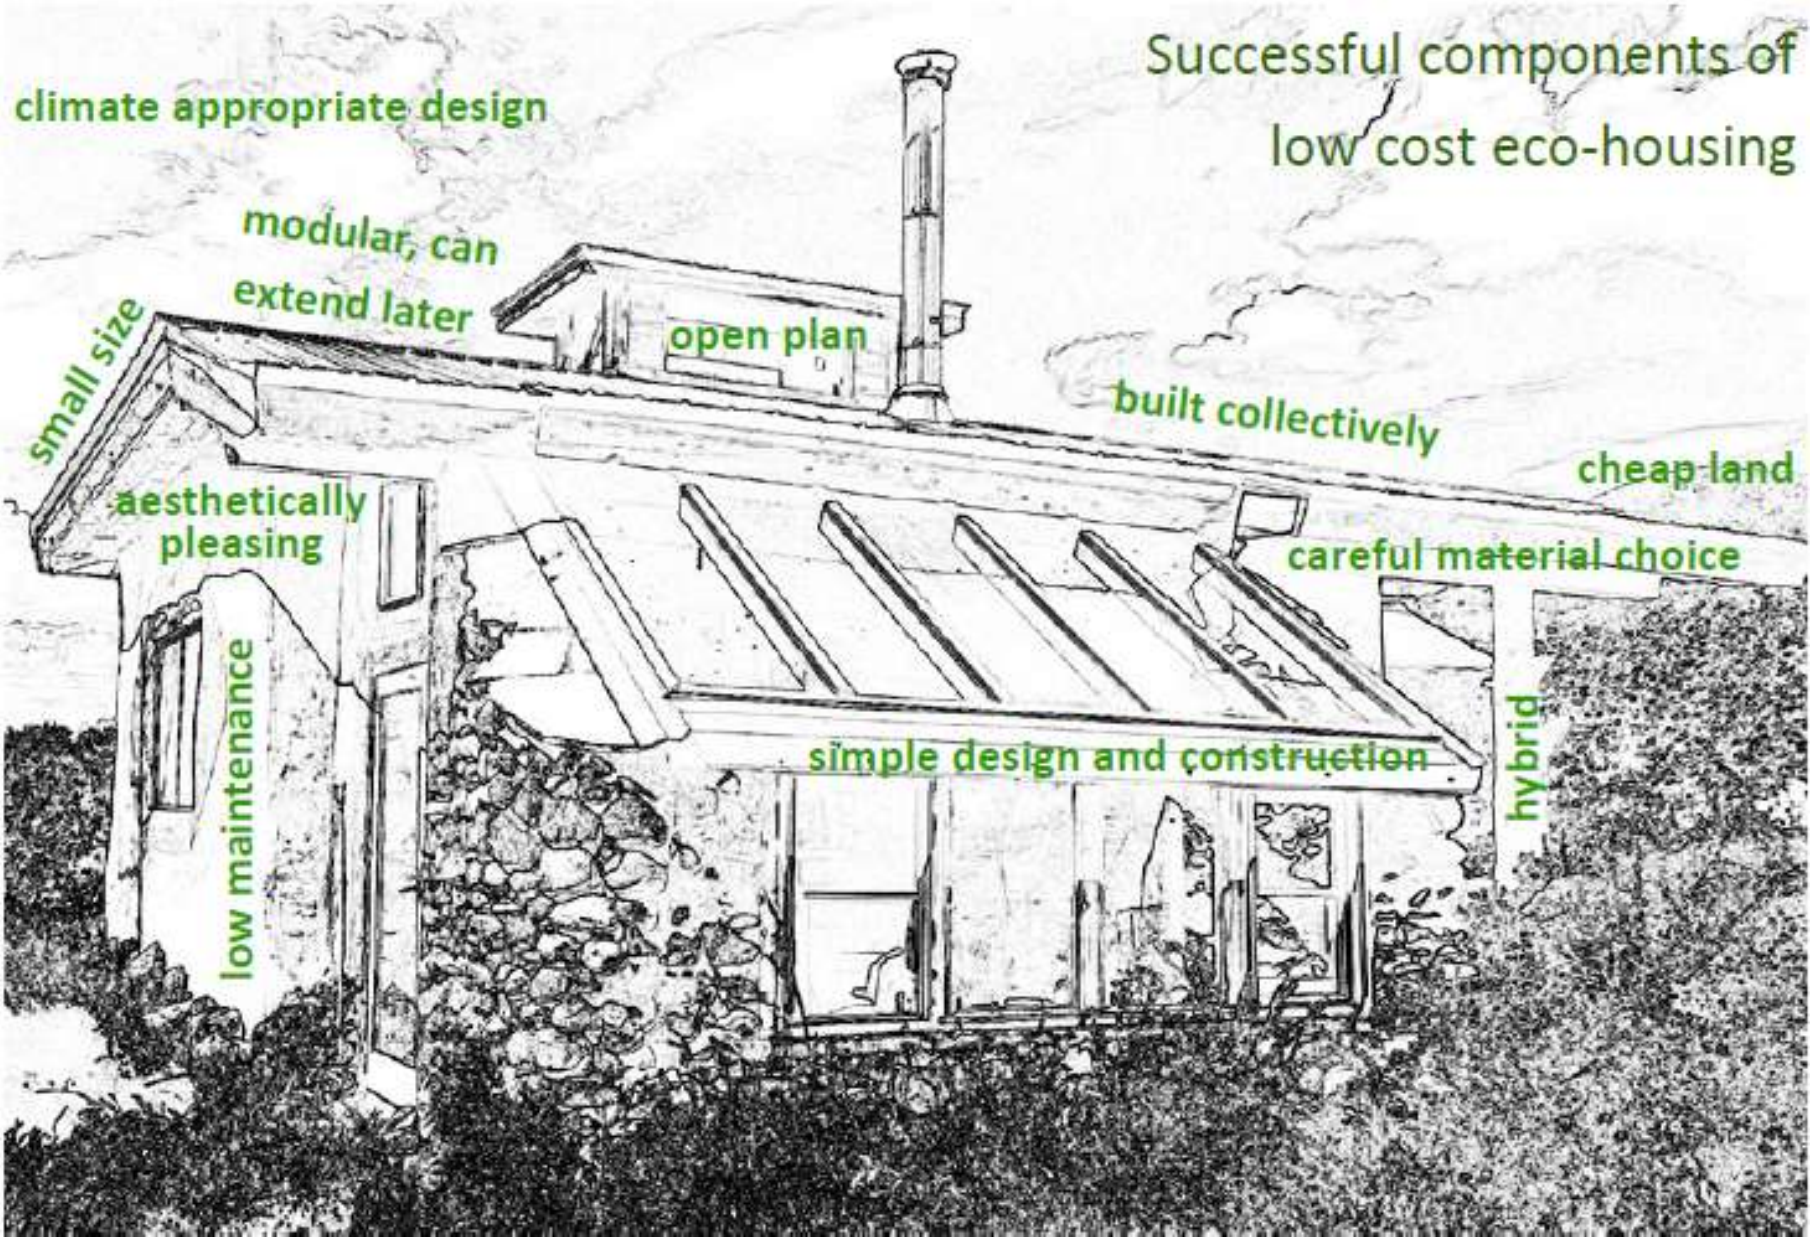 Successful components of
low cost eco-housing
climate appropriate design
modular, can
extend later
small size
open plan
built collectively
cheap land
aesthetically
pleasing
careful material choice
low maintenance
simple design and construction
hybrid